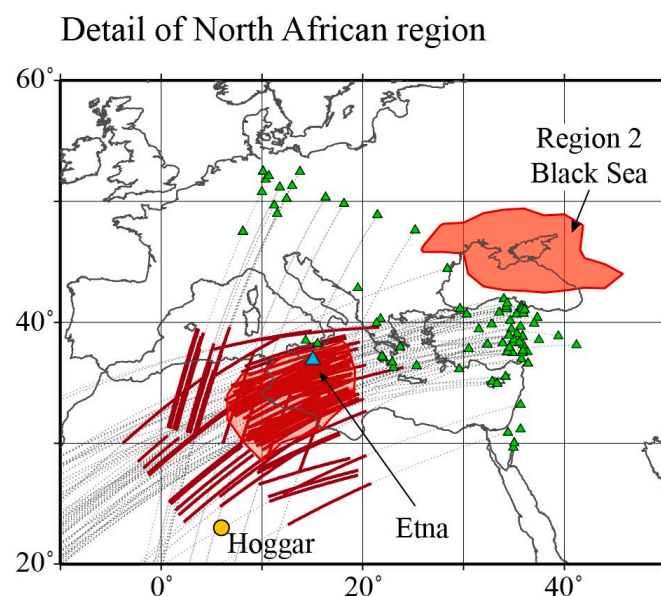 Detail of North African region
60°
Region 2
Black Sea
40°
Hoggar
Etna
20°
0°
20°
40°